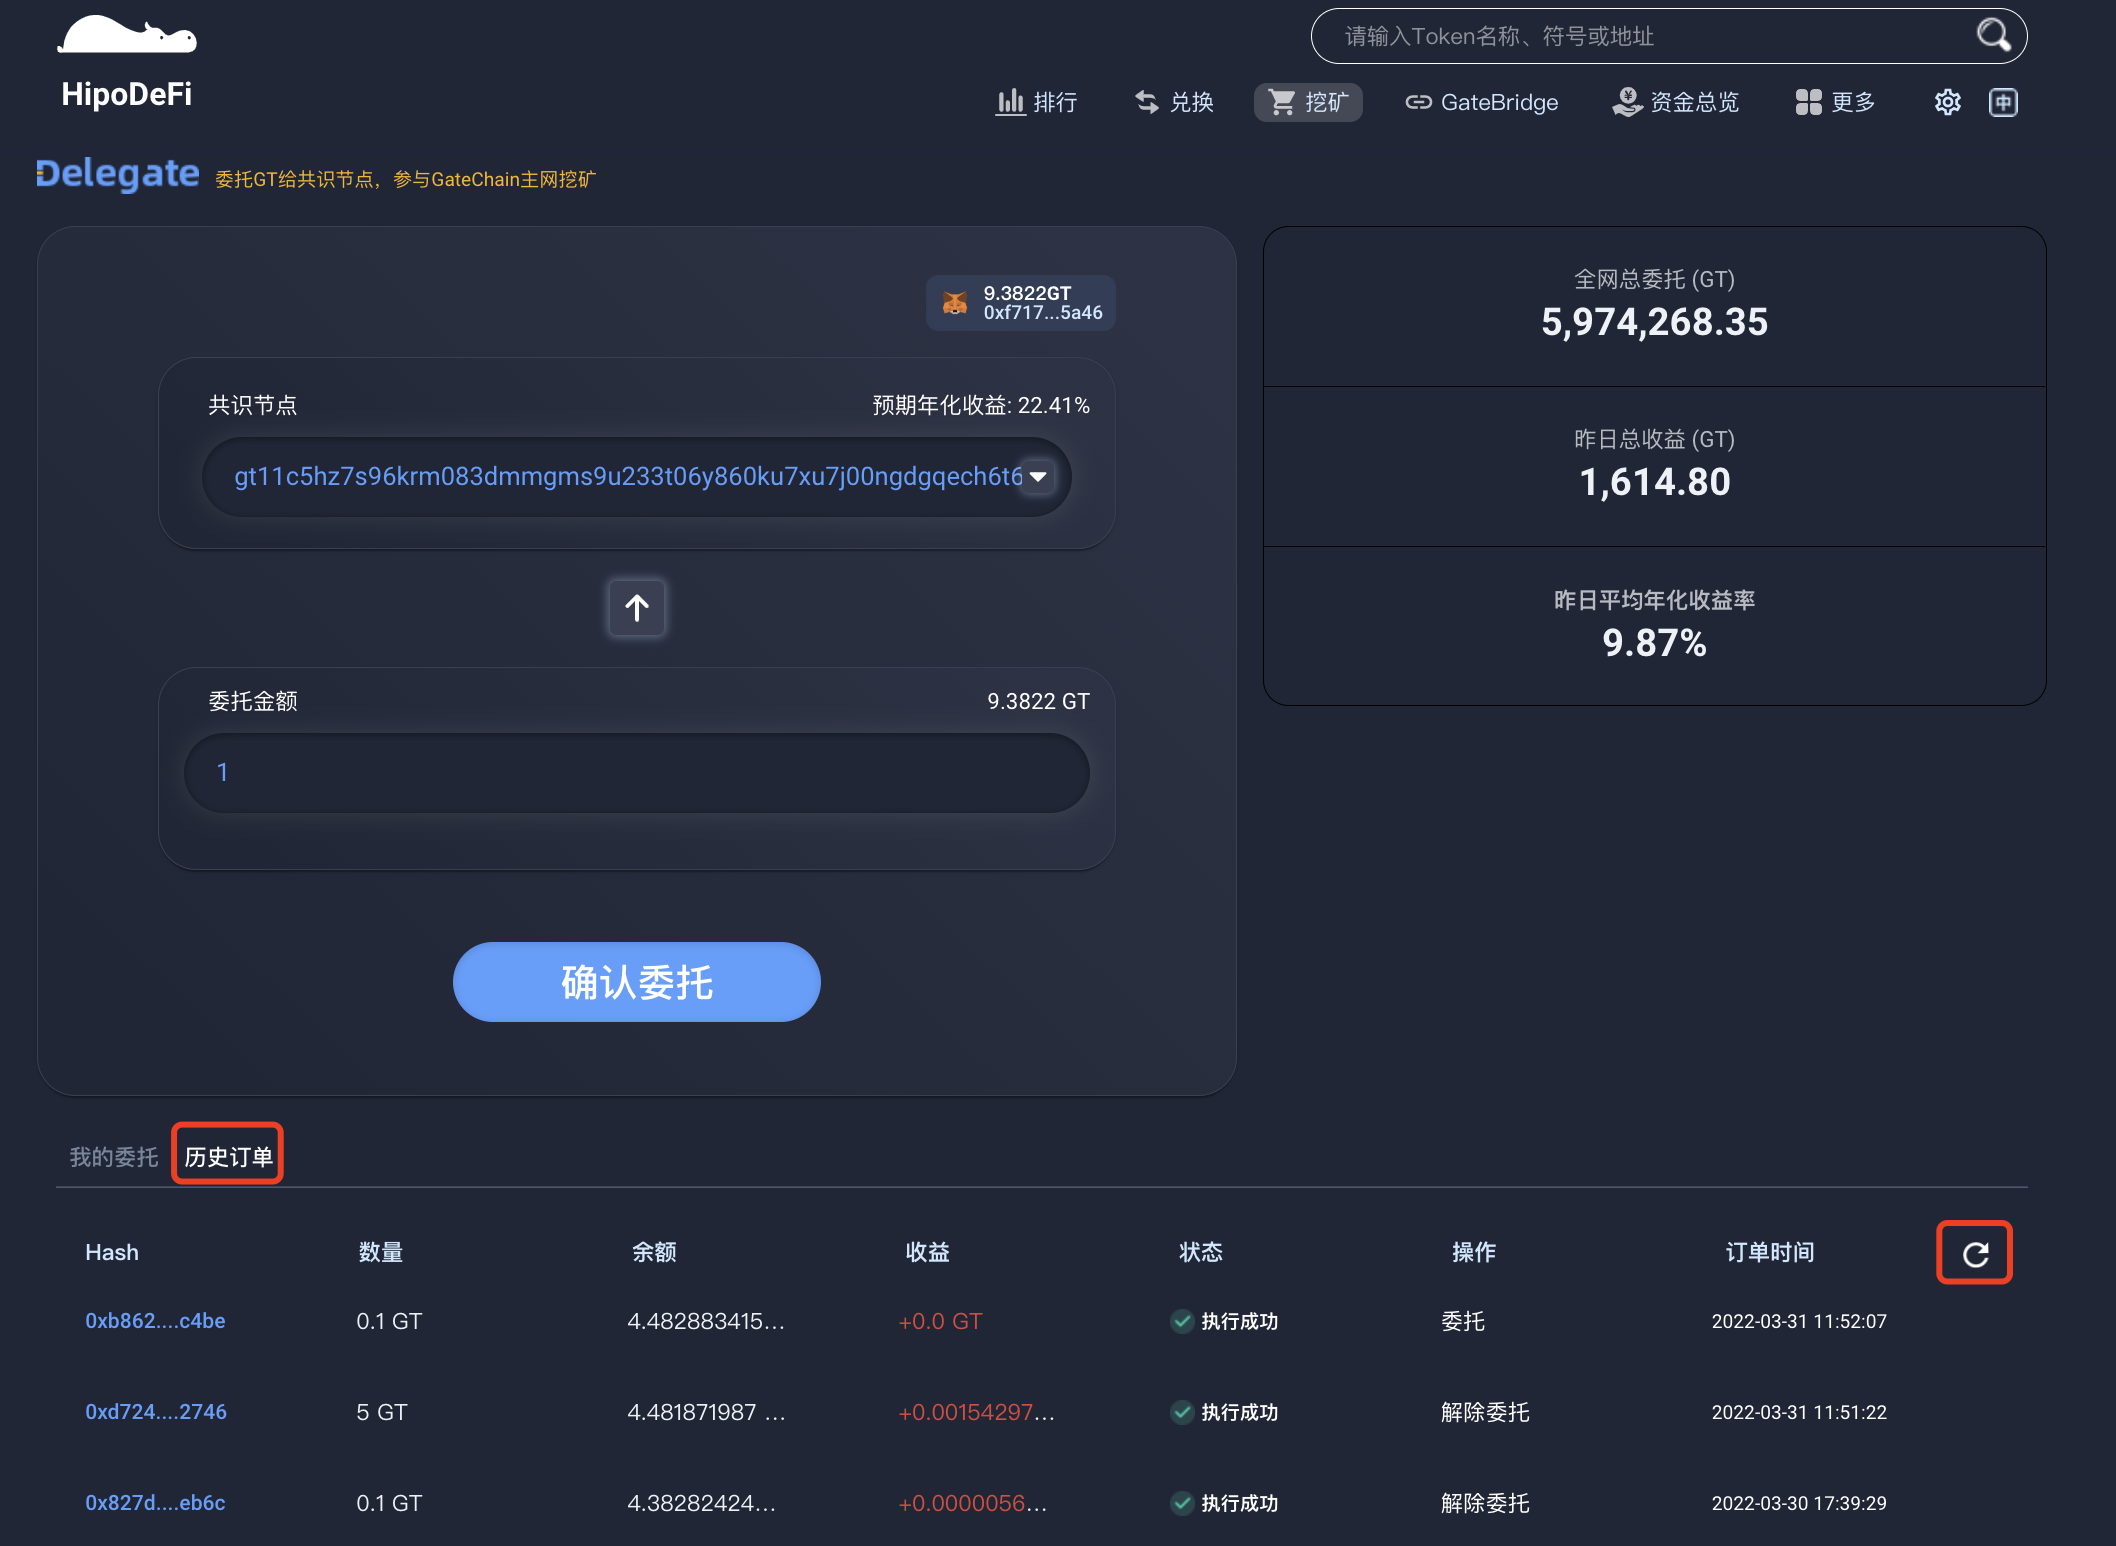 HipoDeFi
请输入Token名称、符号或地址
排行 兑换 挖矿 GateBridge 资金总览 更多 中
Delegate 委托GT给共识节点，参与GateChain主网挖矿
9.3822GT
0xf717...5a46
共识节点 预期年化收益: 22.41%
gt11c5hz7s96krm083dmmgms9u233t06y860ku7xu7j00ngdgqech6t6
委托金额 9.3822 GT
1
确认委托
全网总委托 (GT)
5,974,268.35
昨日总收益 (GT)
1,614.80
昨日平均年化收益率
9.87%
我的委托 历史订单
Hash 数量 余额 收益 状态 操作 订单时间
0xb862....c4be 0.1 GT 4.482883415... +0.0 GT 执行成功 委托 2022-03-31 11:52:07
0xd724....2746 5 GT 4.481871987 ... +0.00154297... 执行成功 解除委托 2022-03-31 11:51:22
0x827d....eb6c 0.1 GT 4.38282424... +0.0000056... 执行成功 解除委托 2022-03-30 17:39:29